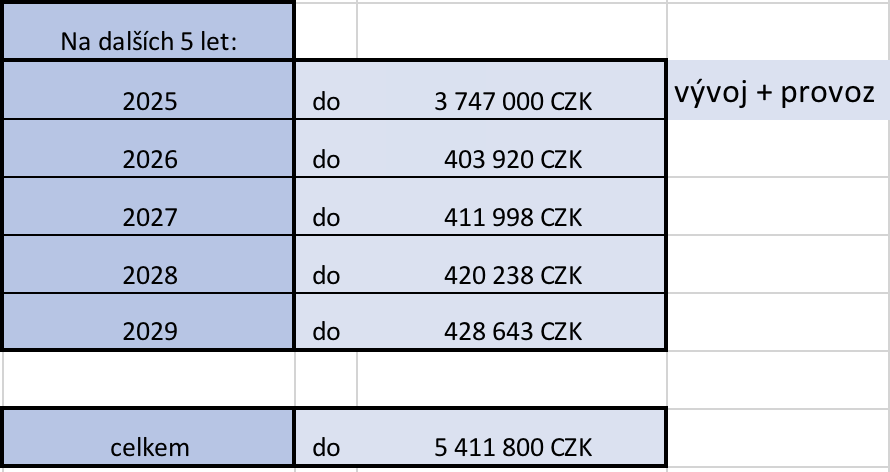 Na dalších 5 let:
2025 do 3 747 000 CZK vývoj + provoz
2026 do 403 920 CZK
2027 do 411 998 CZK
2028 do 420 238 CZK
2029 do 428 643 CZK
celkem do 5 411 800 CZK